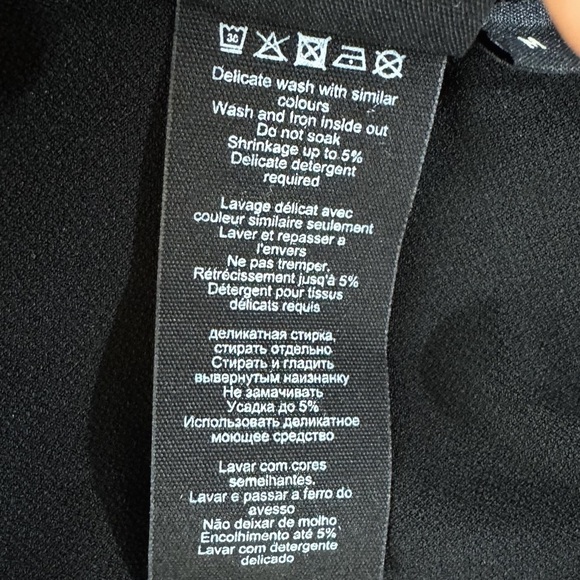 30
Delicate wash with similar
colours
Wash and Iron inside out
Do not soak
Shrinkage up to 5%
Delicate detergent
required
Lavage délicat avec
couleur similaire seulement
Laver et repasser a
l'envers
Ne pas tremper.
Rétrécissement jusqu'à 5%
Détergent pour tissus
délicats requis
деликатная стирка,
стирать отдельно
Стирать и гладить
вывернутым наизнанку
Не замачивать
Усадка до 5%
Использовать деликатное
моющее средство
Lavar com cores
semelhantes.
Lavar e passar a ferro do
avesso
Não deixar de molho
Encolhimento até 5%
Lavar com detergente
delicado